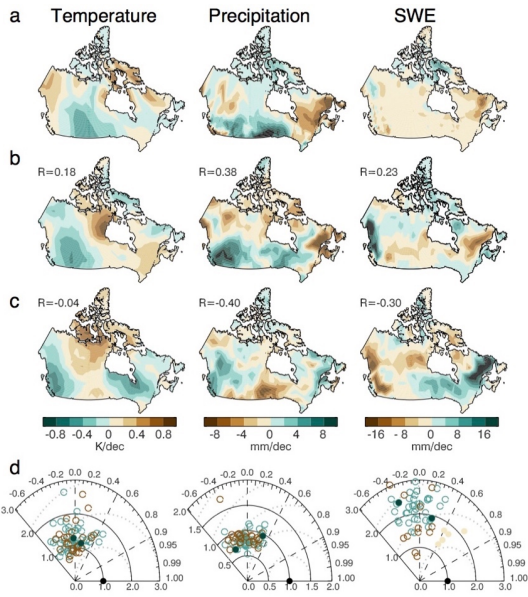 a Temperature Precipitation SWE
b R=0.18 R=0.38 R=0.23
c R=-0.04 R=-0.40 R=-0.30
-0.8 -0.4 0 0.4 0.8 -8 -4 0 4 8 -16 -8 0 8 16
K/dec mm/dec mm/dec
d
-0.6 -0.4 -0.2 0.0 0.2 0.4 0.6 0.8 0.9 0.95 0.99 1.00
3.0 2.0 1.0 0.0 1.0 2.0 3.0
-0.6 -0.4 -0.2 0.0 0.2 0.4 0.6 0.8 0.9 0.95 0.99 1.00
2.0 1.5 1.0 0.5 0.0 0.5 1.0 1.5 2.0
-0.6 -0.4 -0.2 0.0 0.2 0.4 0.6 0.8 0.9 0.95 0.99 1.00
3.0 2.0 1.0 0.0 1.0 2.0 3.0